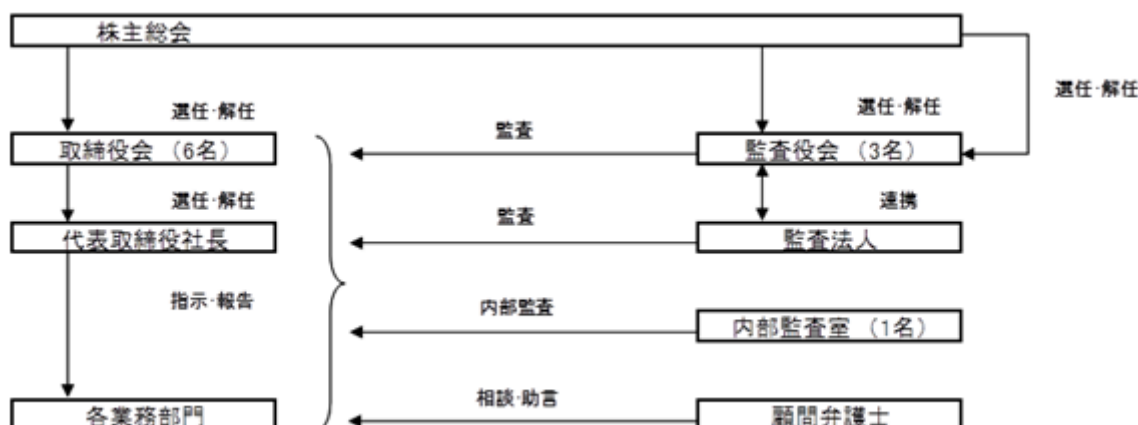 株主総会
選任・解任
選任・解任
選任・解任
取締役会 (6名)
監査
監査役会 (3名)
選任・解任
監査
連携
代表取締役社長
監査法人
指示・報告
内部監査
内部監査室 (1名)
相談・助言
各業務部門
顧問弁護士